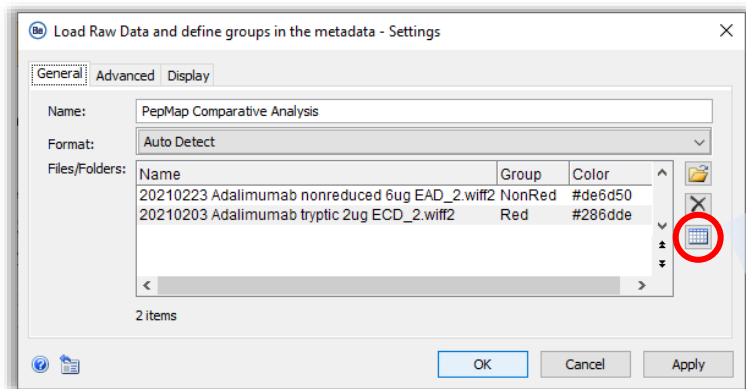 Be Load Raw Data and define groups in the metadata - Settings
General Advanced Display
Name: PepMap Comparative Analysis
Format: Auto Detect
Files/Folders: Name Group Color
20210223 Adalimumab nonreduced 6ug EAD_2.wiff2 NonRed #de6d50
20210203 Adalimumab tryptic 2ug ECD_2.wiff2 Red #286dde
2 items
OK Cancel Apply